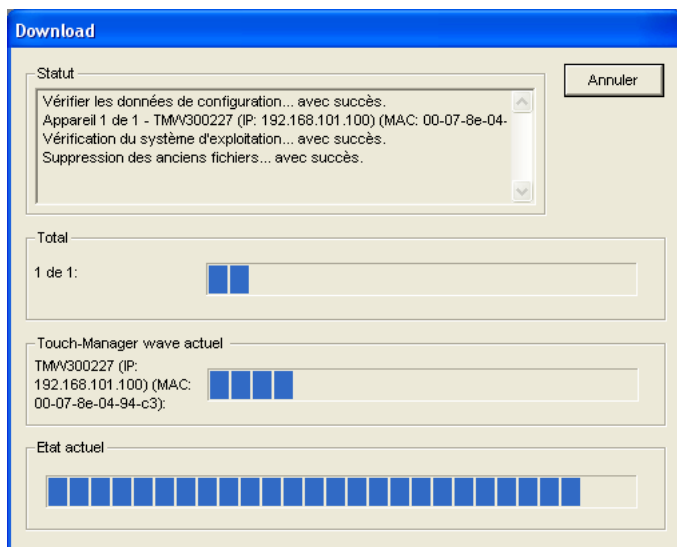 Download
Statut
Annuler
Vérifier les données de configuration... avec succès.
Appareil 1 de 1 - TMW300227 (IP: 192.168.101.100) (MAC: 00-07-8e-04-
Vérification du système d'exploitation... avec succès.
Suppression des anciens fichiers... avec succès.
Total
1 de 1:
Touch-Manager wave actuel
TMW300227 (IP:
192.168.101.100) (MAC:
00-07-8e-04-94-c3):
Etat actuel